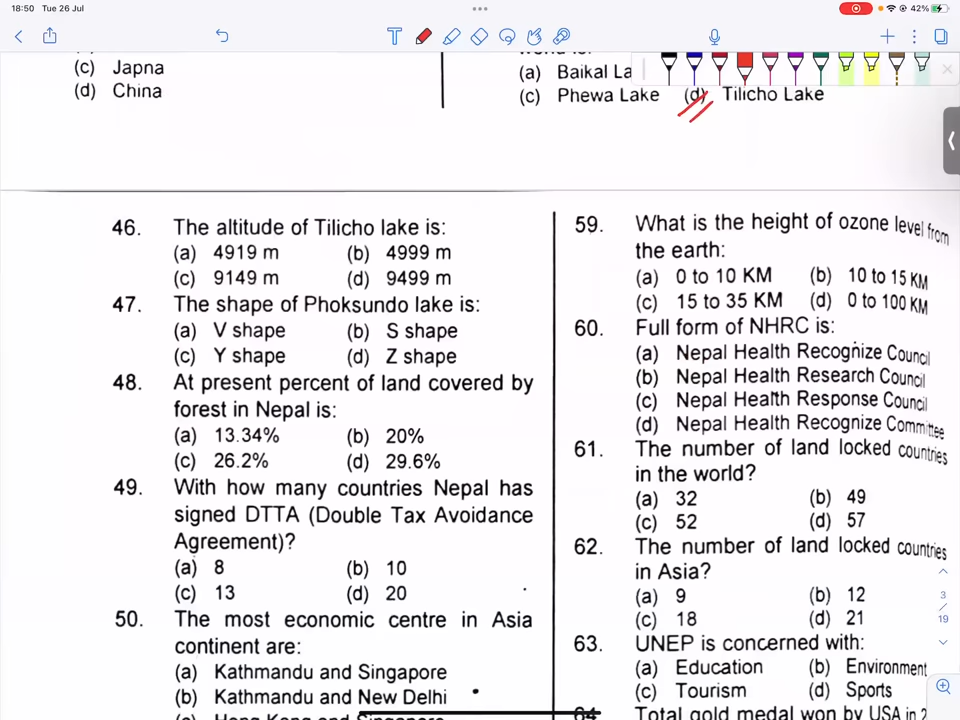 18:50 Tue 26 Jul
42%
(c) Japna
(d) China
(a) Baikal La
(c) Phewa Lake (d) Tilicho Lake
46. The altitude of Tilicho lake is:
(a) 4919 m (b) 4999 m
(c) 9149 m (d) 9499 m
47. The shape of Phoksundo lake is:
(a) V shape (b) S shape
(c) Y shape (d) Z shape
48. At present percent of land covered by
forest in Nepal is:
(a) 13.34% (b) 20%
(c) 26.2% (d) 29.6%
49. With how many countries Nepal has
signed DTTA (Double Tax Avoidance
Agreement)?
(a) 8 (b) 10
(c) 13 (d) 20
50. The most economic centre in Asia
continent are:
(a) Kathmandu and Singapore
(b) Kathmandu and New Delhi
59. What is the height of ozone level from
the earth:
(a) 0 to 10 KM (b) 10 to 15 KM
(c) 15 to 35 KM (d) 0 to 100 KM
60. Full form of NHRC is:
(a) Nepal Health Recognize Council
(b) Nepal Health Research Council
(c) Nepal Health Response Council
(d) Nepal Health Recognize Committee
61. The number of land locked countries
in the world?
(a) 32 (b) 49
(c) 52 (d) 57
62. The number of land locked countries
in Asia?
(a) 9 (b) 12
(c) 18 (d) 21
63. UNEP is concerned with:
(a) Education (b) Environment
(c) Tourism (d) Sports
64 Total gold medal won by USA in 2
3
/
19